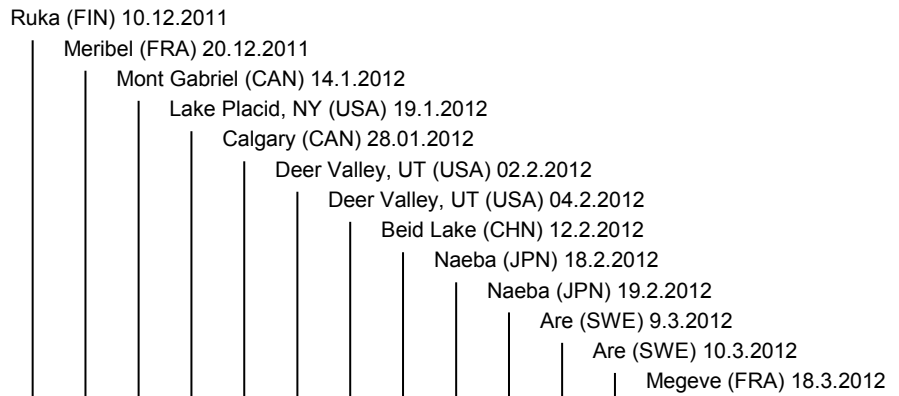 Ruka (FIN) 10.12.2011
Meribel (FRA) 20.12.2011
Mont Gabriel (CAN) 14.1.2012
Lake Placid, NY (USA) 19.1.2012
Calgary (CAN) 28.01.2012
Deer Valley, UT (USA) 02.2.2012
Deer Valley, UT (USA) 04.2.2012
Beid Lake (CHN) 12.2.2012
Naeba (JPN) 18.2.2012
Naeba (JPN) 19.2.2012
Are (SWE) 9.3.2012
Are (SWE) 10.3.2012
Megeve (FRA) 18.3.2012